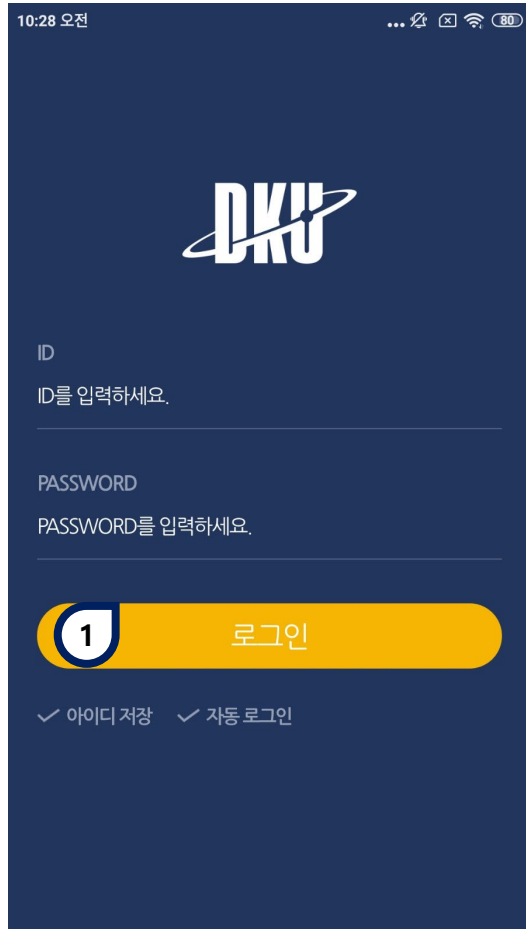 10:28 오전
80
DKU
ID
ID를 입력하세요.
PASSWORD
PASSWORD를 입력하세요.
1 로그인
아이디 저장 자동 로그인